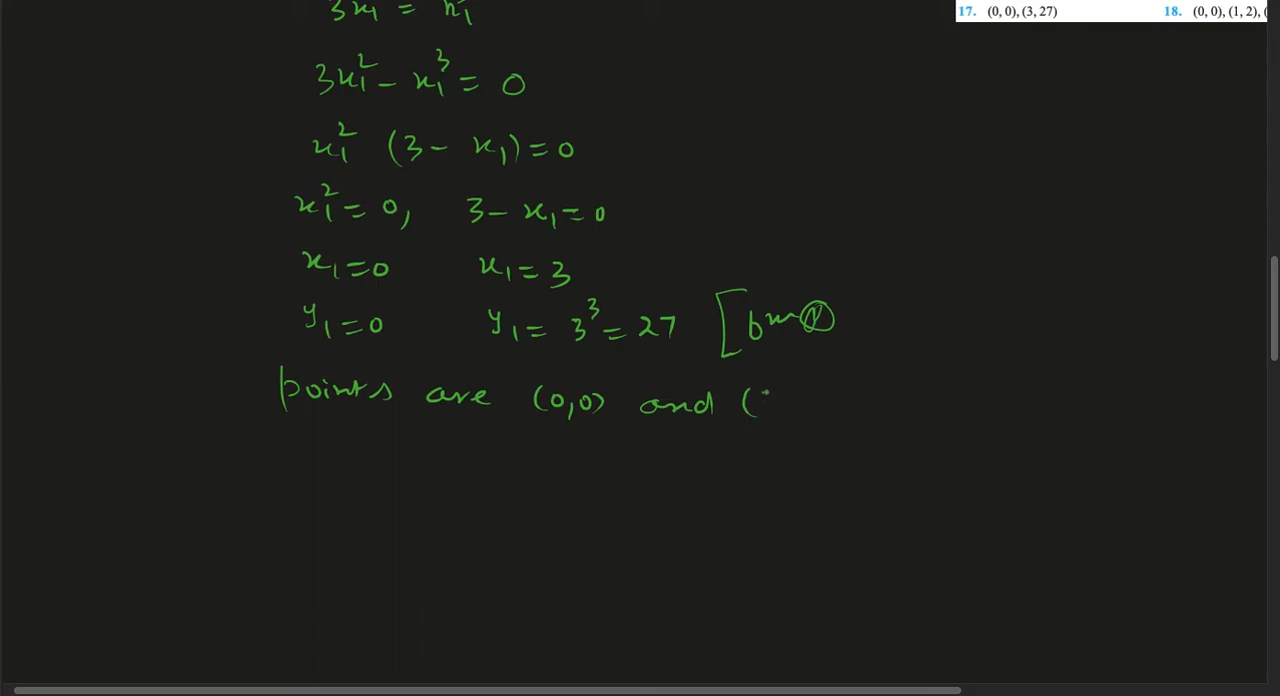 17. (0, 0), (3, 27) 18. (0, 0), (1, 2), (
3x₁² - x₁³ = 0
x₁² (3 - x₁) = 0
x₁² = 0, 3 - x₁ = 0
x₁ = 0 x₁ = 3
y₁ = 0 y₁ = 3³ = 27 [
points are (0,0) and (